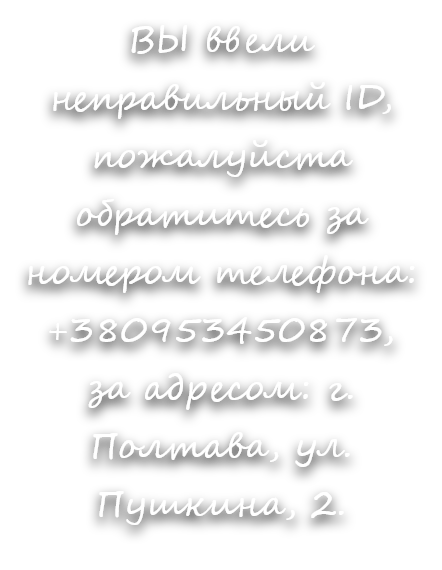 ВЫ ввели
неправильный ID,
пожалуйста
обратитесь за
номером телефона:
+380953450873,
за адресом: г.
Полтава, ул.
Пушкина, 2.